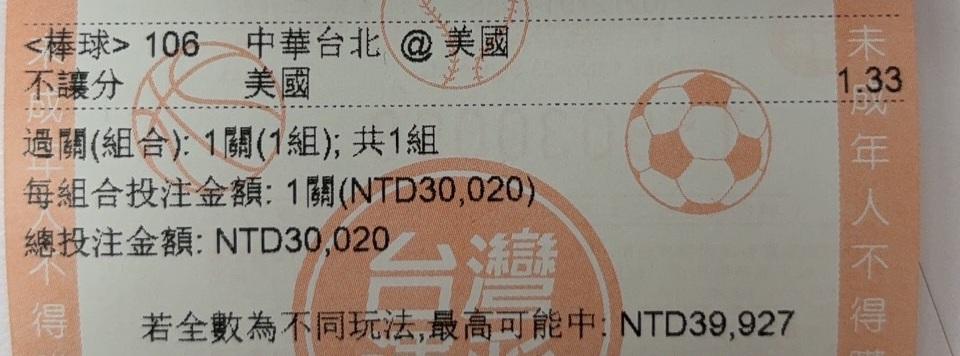 <棒球> 106 中華台北 @ 美國
不讓分 美國 1.33
過關(組合): 1關(1組); 共1組
每組合投注金額: 1關(NTD30,020)
總投注金額: NTD30,020
若全數為不同玩法,最高可能中: NTD39,927
台灣
未成年人不得
未成年人不得